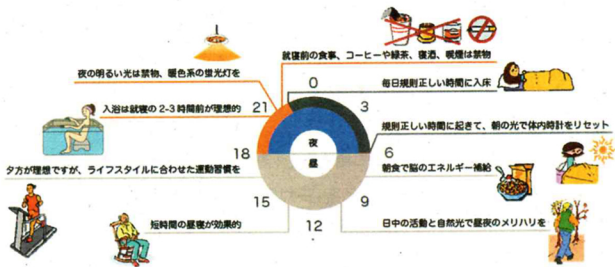 就寝前の食事、コーヒーや緑茶、寝酒、喫煙は禁物
夜の明るい光は禁物、暖色系の蛍光灯を
毎日規則正しい時間に入床
入浴は就寝の2-3時間前が理想的
規則正しい時間に起きて、朝の光で体内時計をリセット
夕方が理想ですが、ライフスタイルに合わせた運動習慣を
朝食で脳のエネルギー補給
短時間の昼寝が効果的
日中の活動と自然光で昼夜のメリハリを
0
3
6
9
12
15
18
21
夜
昼